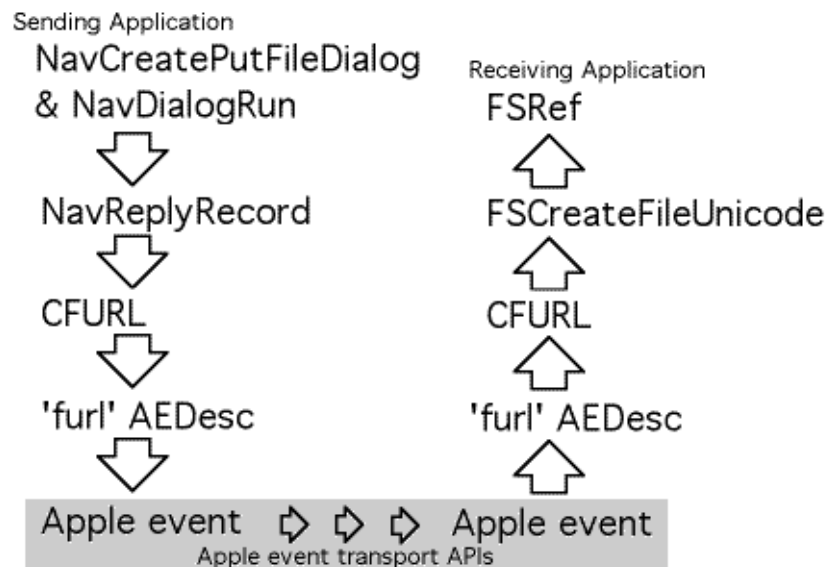 Sending Application
NavCreatePutFileDialog
& NavDialogRun
NavReplyRecord
CFURL
'furl' AEDesc
Apple event
Apple event transport APIs
Receiving Application
FSRef
FSCreateFileUnicode
CFURL
'furl' AEDesc
Apple event